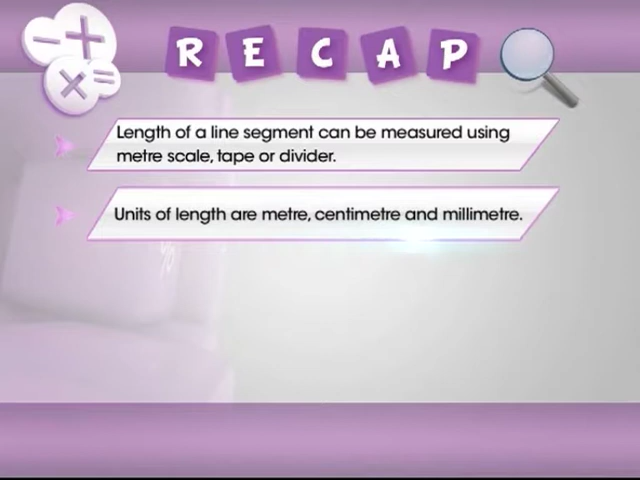 RECAP
Length of a line segment can be measured using
metre scale, tape or divider.
Units of length are metre, centimetre and millimetre.